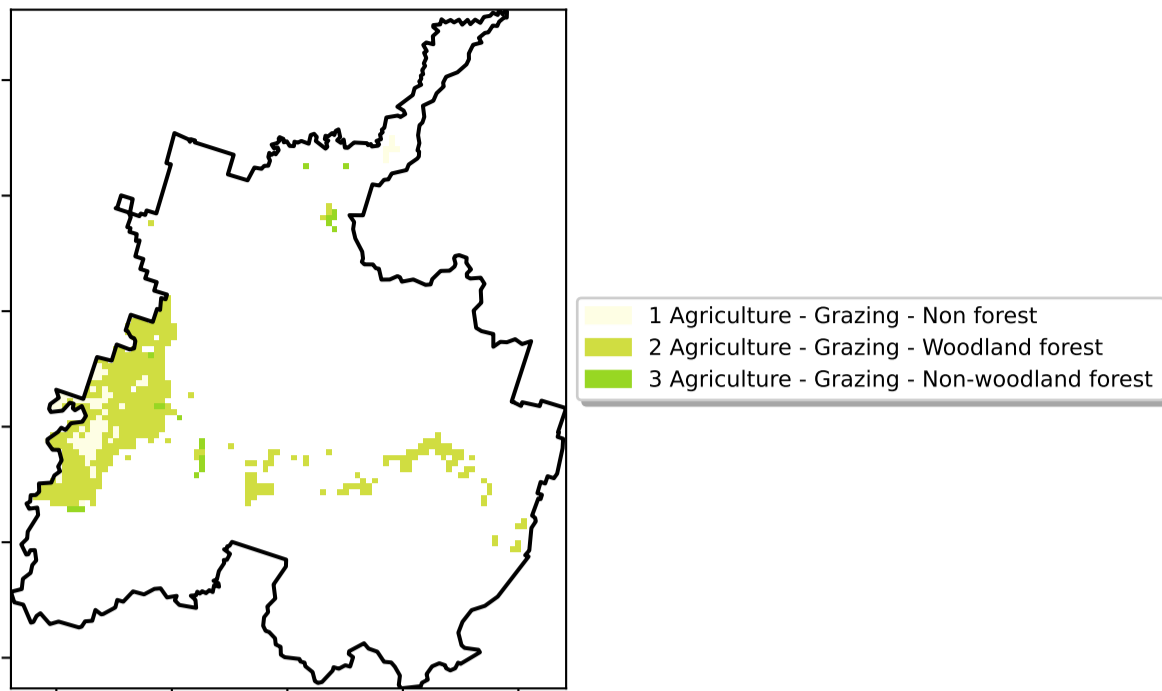 1 Agriculture - Grazing - Non forest
2 Agriculture - Grazing - Woodland forest
3 Agriculture - Grazing - Non-woodland forest